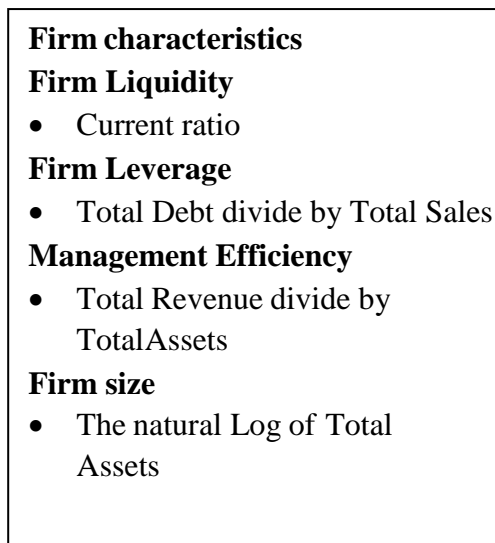 Firm characteristics
Firm Liquidity
• Current ratio
Firm Leverage
• Total Debt divide by Total Sales
Management Efficiency
• Total Revenue divide by
TotalAssets
Firm size
• The natural Log of Total
Assets